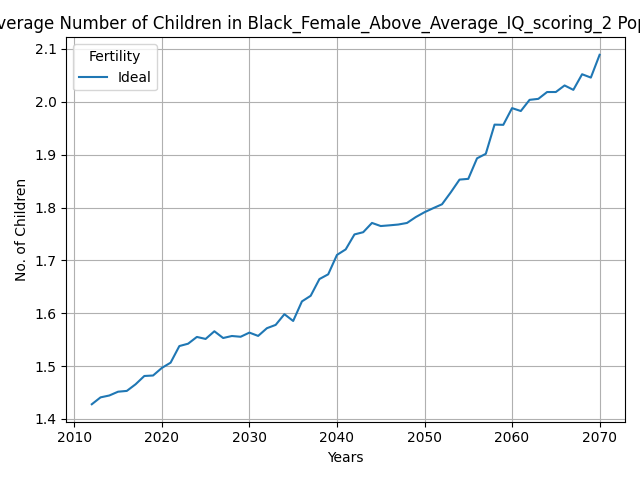 verage Number of Children in Black_Female_Above_Average_IQ_scoring_2 Pop
Fertility
Ideal
No. of Children
2.1
2.0
1.9
1.8
1.7
1.6
1.5
1.4
2010 2020 2030 2040 2050 2060 2070
Years